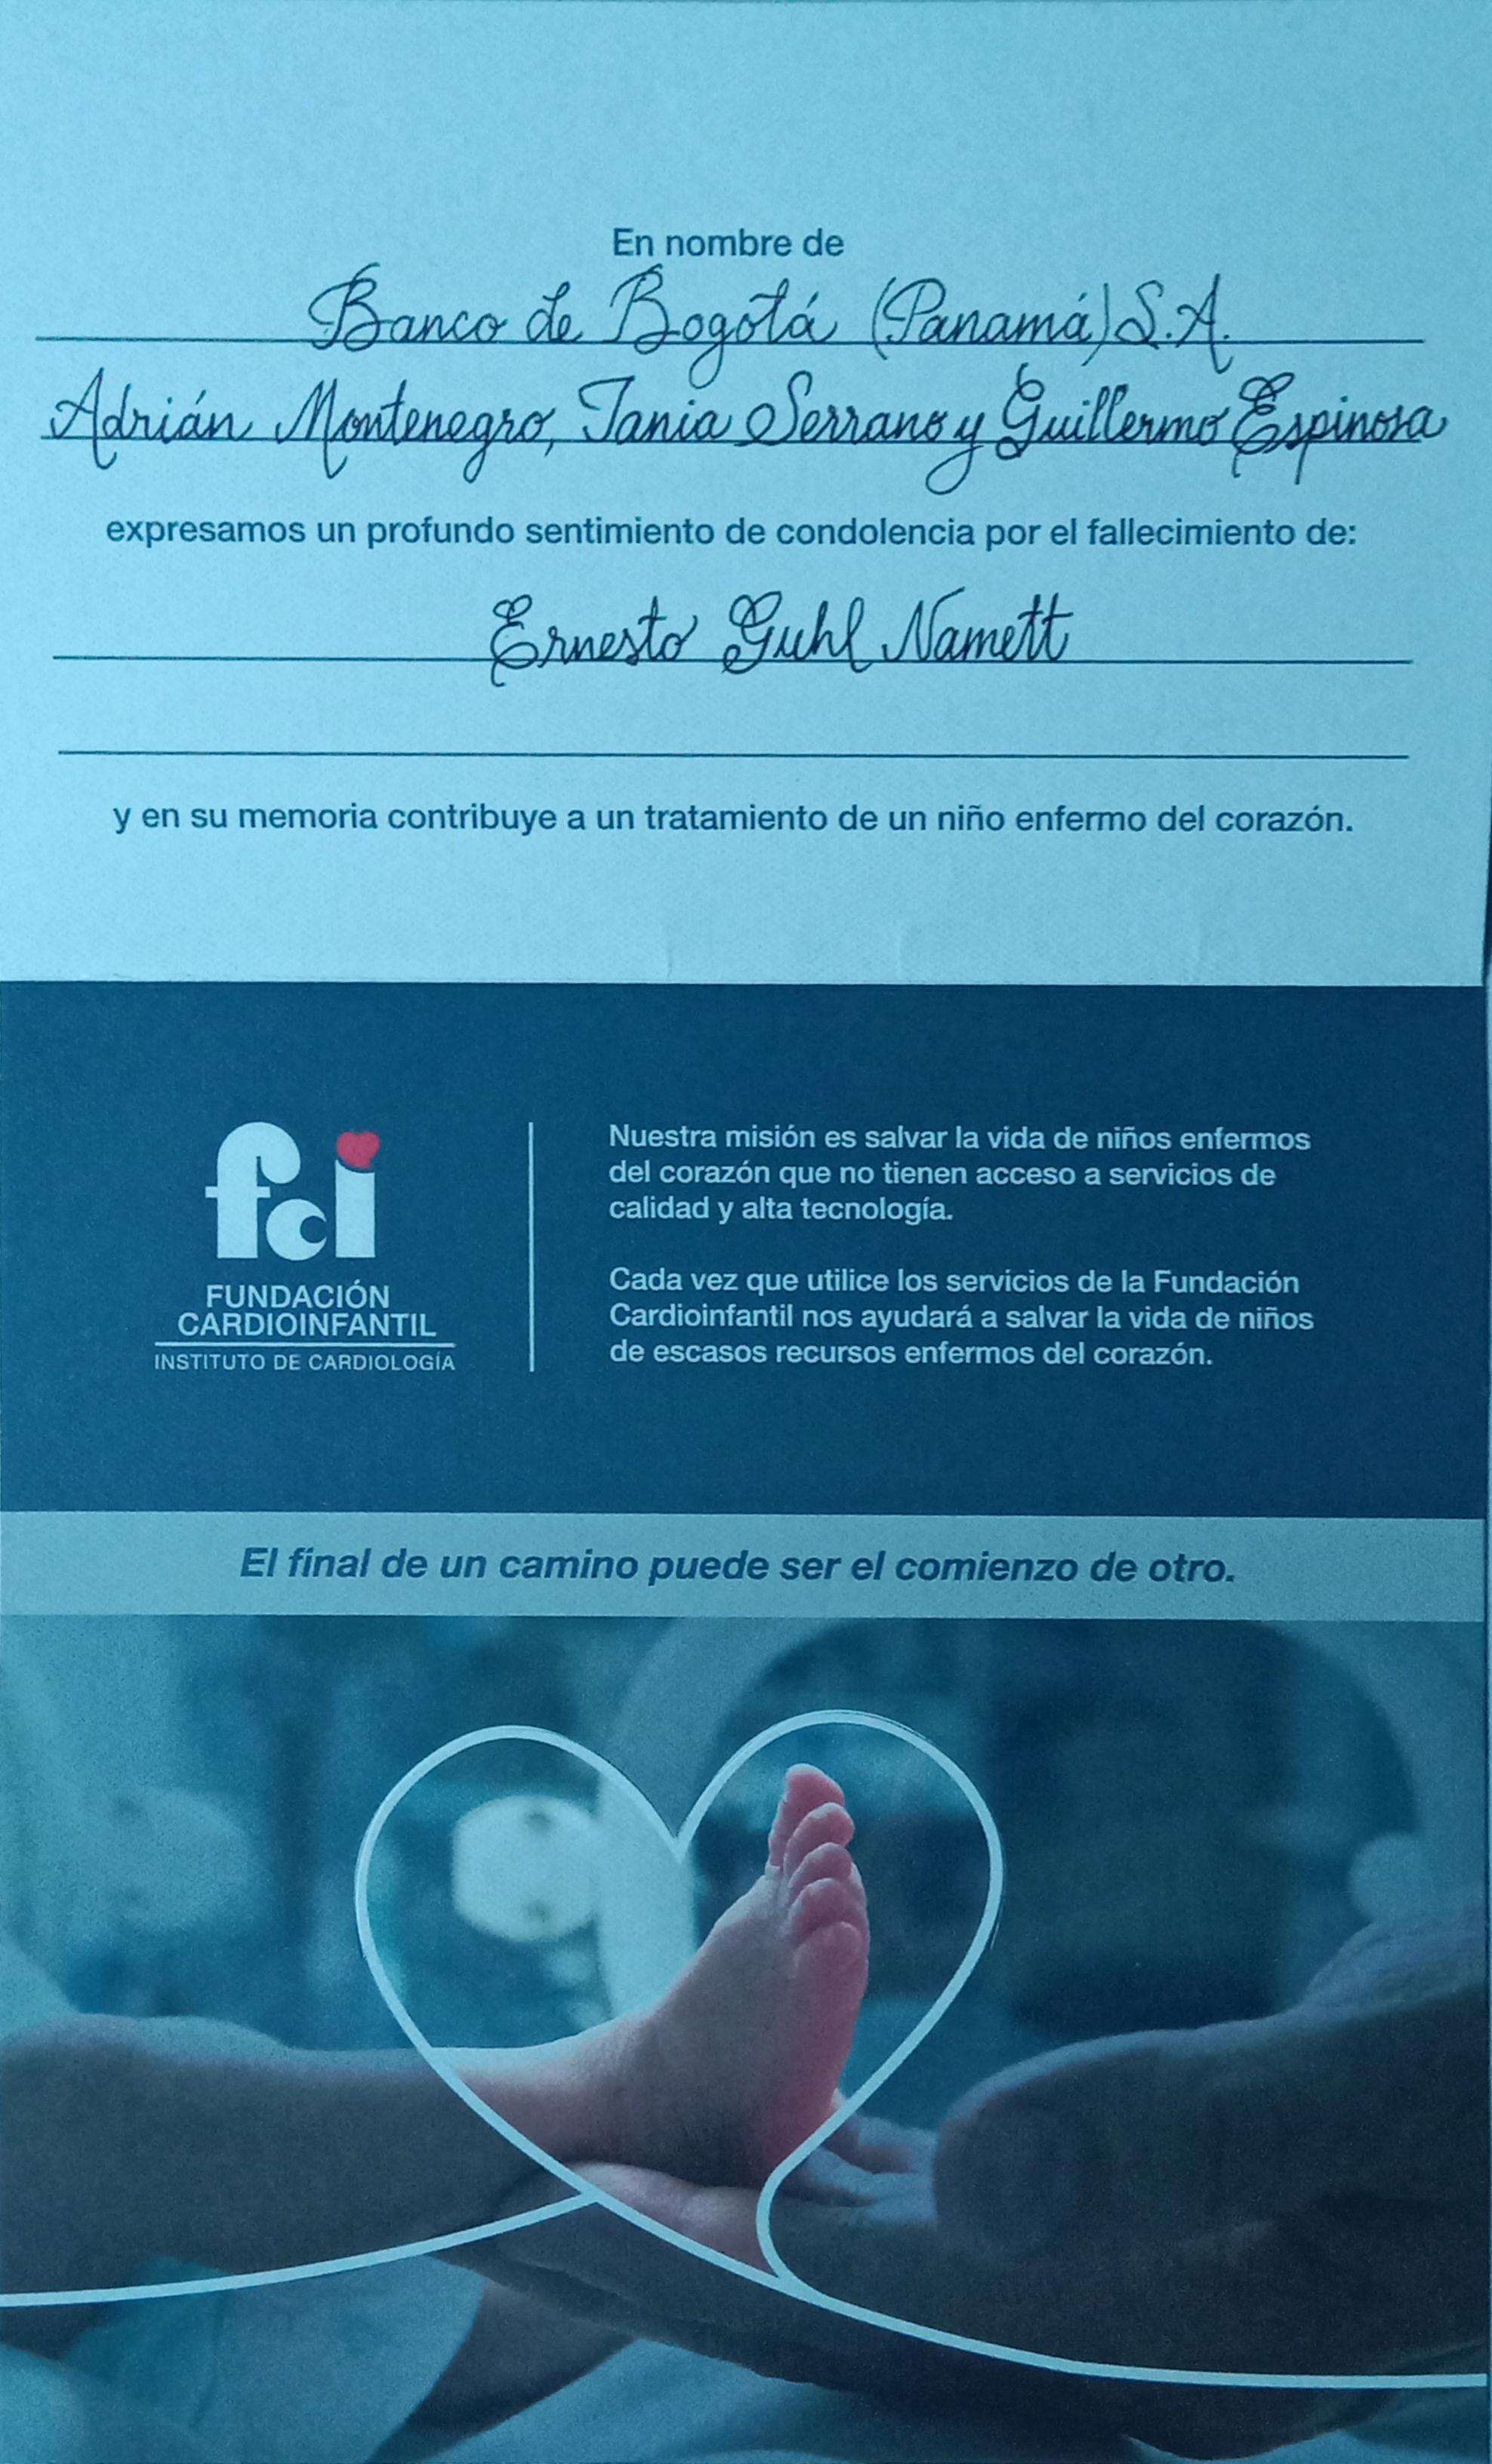 En nombre de
Banco de Bogotá (Panamá) S.A.
Adrián Montenegro, Tania Serrano y Guillermo Espinosa
expresamos un profundo sentimiento de condolencia por el fallecimiento de:
Ernesto Guhl Namett
y en su memoria contribuye a un tratamiento de un niño enfermo del corazón.
fci
FUNDACIÓN
CARDIOINFANTIL
INSTITUTO DE CARDIOLOGÍA
Nuestra misión es salvar la vida de niños enfermos
del corazón que no tienen acceso a servicios de
calidad y alta tecnología.
Cada vez que utilice los servicios de la Fundación
Cardioinfantil nos ayudará a salvar la vida de niños
de escasos recursos enfermos del corazón.
El final de un camino puede ser el comienzo de otro.